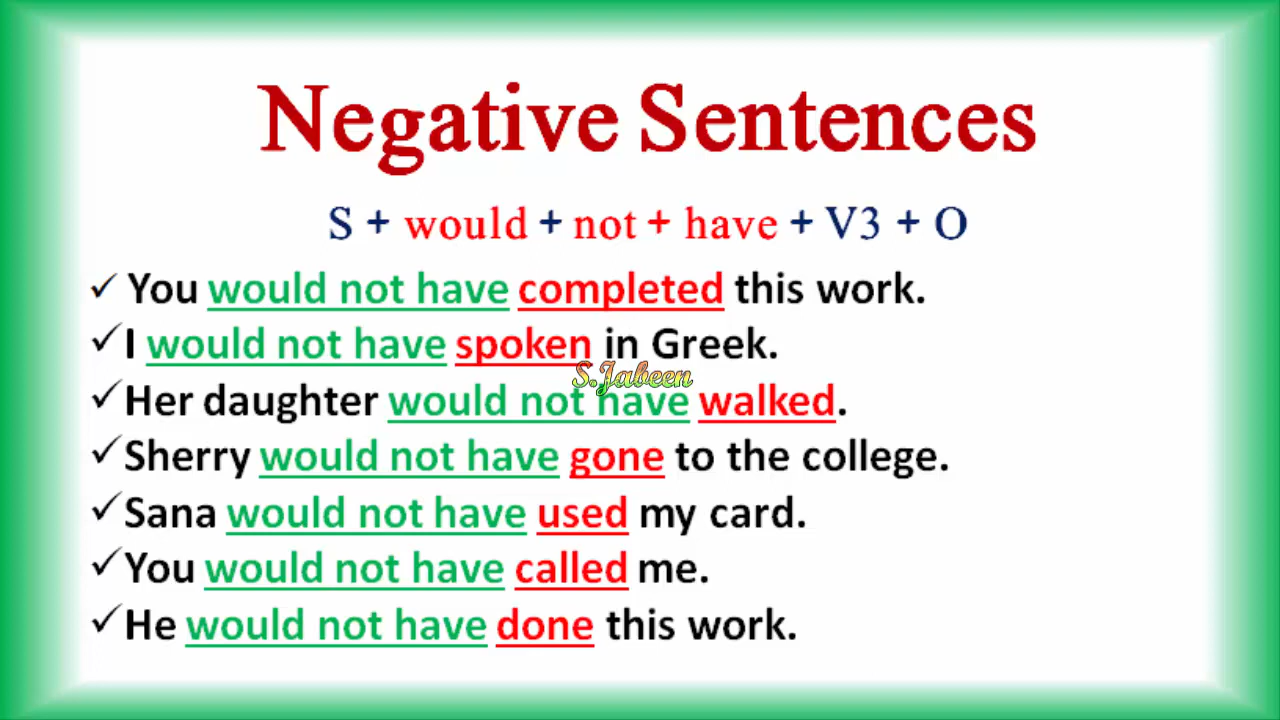 Negative Sentences
S + would + not + have + V3 + O
✓ You would not have completed this work.
✓ I would not have spoken in Greek.
S.Jabeen
✓ Her daughter would not have walked.
✓ Sherry would not have gone to the college.
✓ Sana would not have used my card.
✓ You would not have called me.
✓ He would not have done this work.